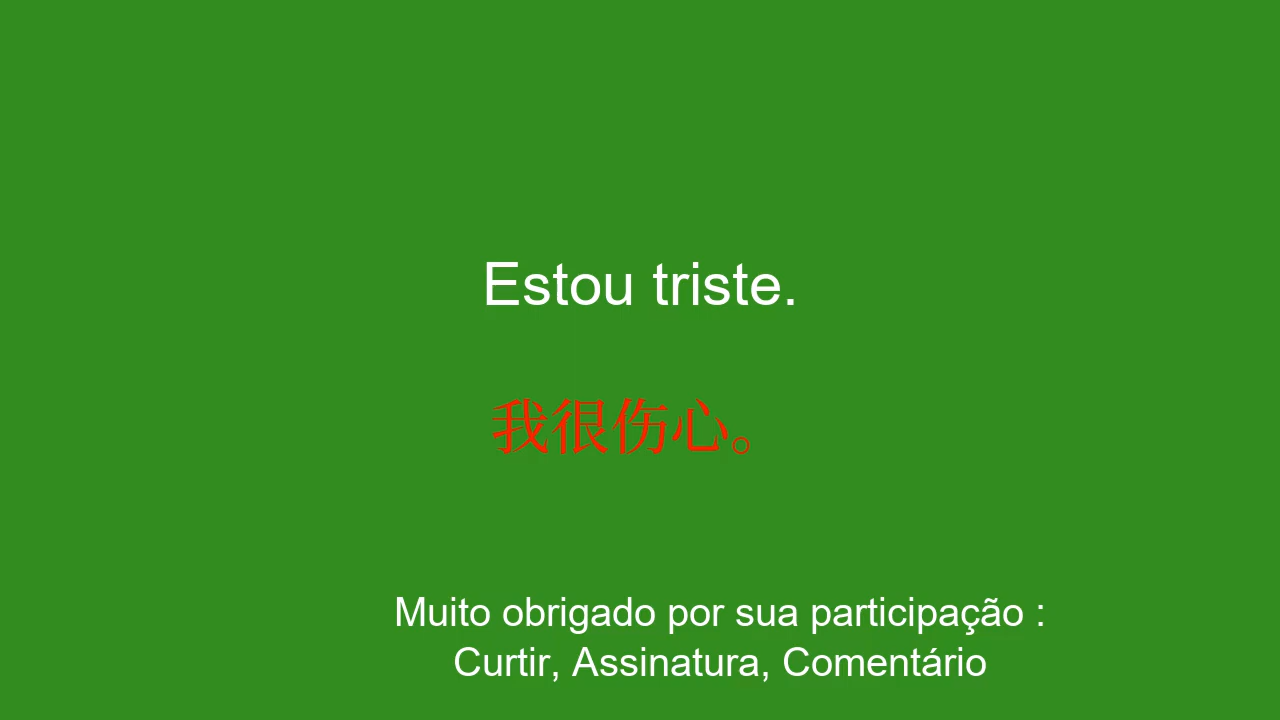 Estou triste.
我很伤心。
Muito obrigado por sua participação :
Curtir, Assinatura, Comentário